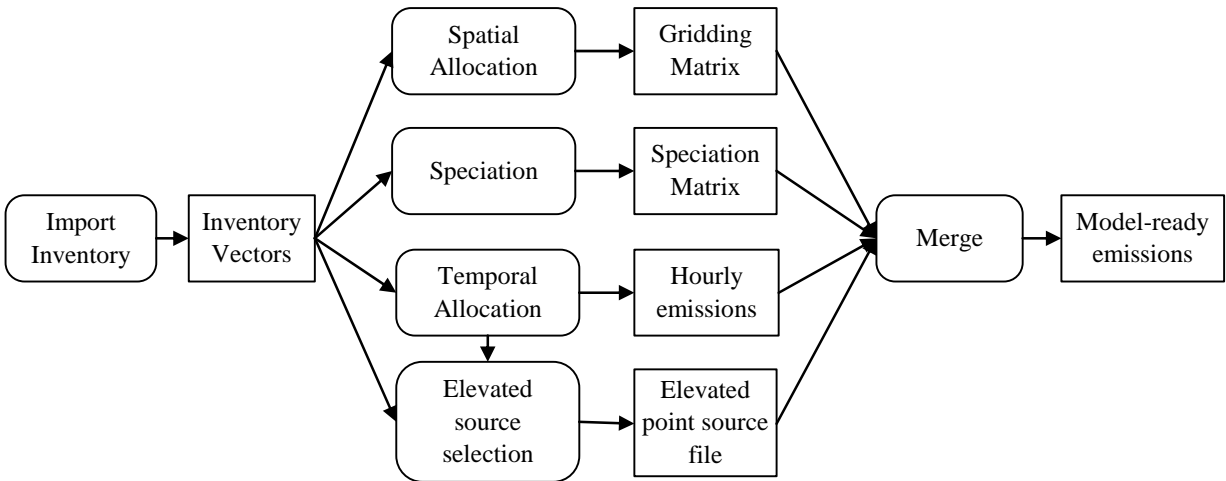 Import
Inventory
Inventory
Vectors
Spatial
Allocation
Gridding
Matrix
Speciation
Speciation
Matrix
Temporal
Allocation
Hourly
emissions
Elevated
source
selection
Elevated
point source
file
Merge
Model-ready
emissions